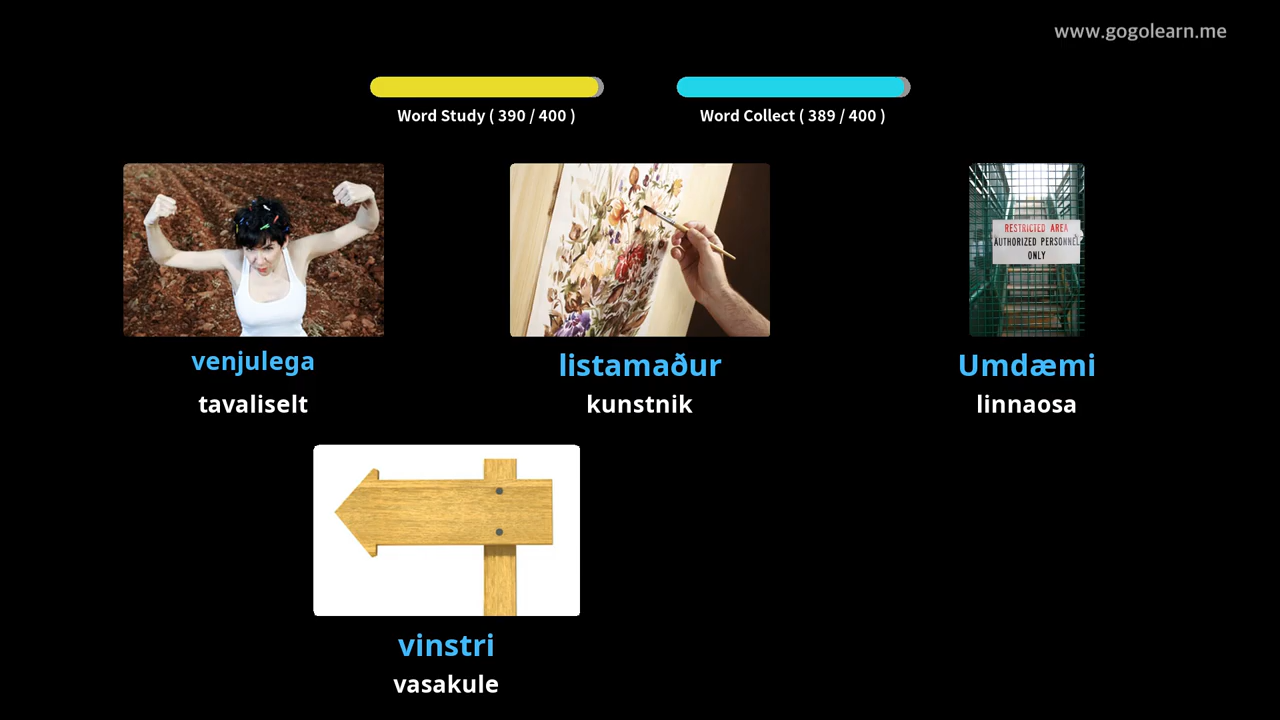 www.gogolearn.me
Word Study ( 390 / 400 )
Word Collect ( 389 / 400 )
RESTRICTED AREA
AUTHORIZED PERSONNEL
ONLY
venjulega
listamaður
Umdæmi
tavaliselt
kunstnik
linnaosa
vinstri
vasakule